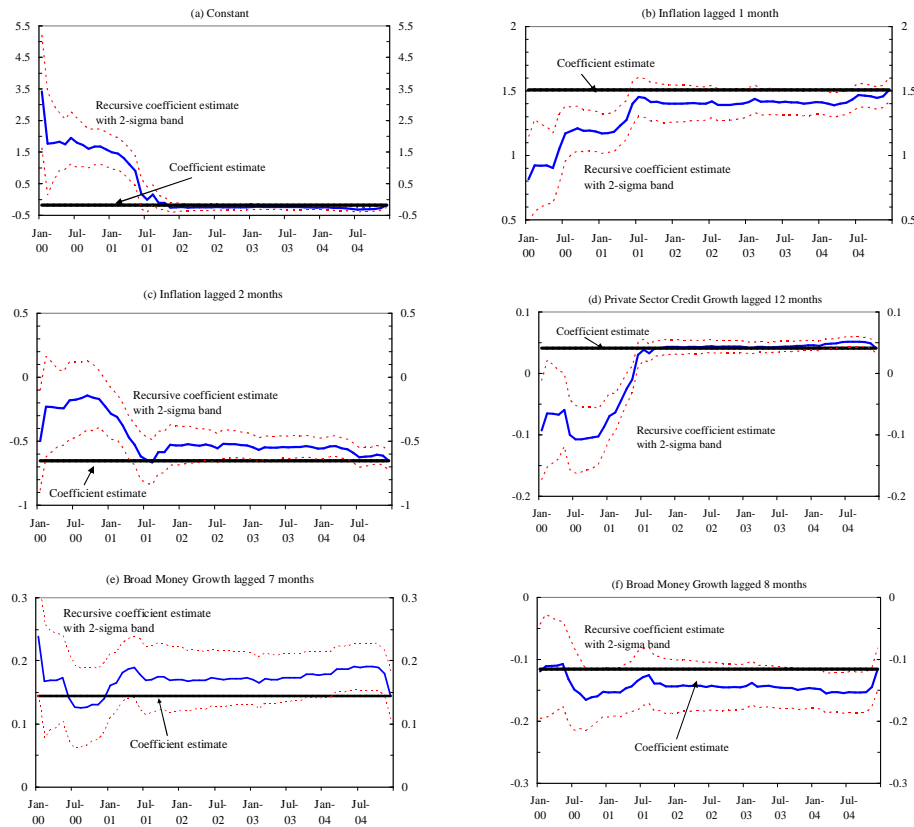 (a) Constant
5.5
4.5
3.5
2.5
1.5
0.5
-0.5
5.5
4.5
3.5
2.5
1.5
0.5
-0.5
Recursive coefficient estimate
with 2-sigma band
Coefficient estimate
Jan-00 Jul-00 Jan-01 Jul-01 Jan-02 Jul-02 Jan-03 Jul-03 Jan-04 Jul-04
(b) Inflation lagged 1 month
2
1.5
1
0.5
2
1.5
1
0.5
Coefficient estimate
Recursive coefficient estimate
with 2-sigma band
Jan-00 Jul-00 Jan-01 Jul-01 Jan-02 Jul-02 Jan-03 Jul-03 Jan-04 Jul-04
(c) Inflation lagged 2 months
0.5
0
-0.5
-1
0.5
0
-0.5
-1
Recursive coefficient estimate
with 2-sigma band
Coefficient estimate
Jan-00 Jul-00 Jan-01 Jul-01 Jan-02 Jul-02 Jan-03 Jul-03 Jan-04 Jul-04
(d) Private Sector Credit Growth lagged 12 months
0.1
0
-0.1
-0.2
0.1
0
-0.1
-0.2
Coefficient estimate
Recursive coefficient estimate
with 2-sigma band
Jan-00 Jul-00 Jan-01 Jul-01 Jan-02 Jul-02 Jan-03 Jul-03 Jan-04 Jul-04
(e) Broad Money Growth lagged 7 months
0.3
0.2
0.1
0
0.3
0.2
0.1
0
Recursive coefficient estimate
with 2-sigma band
Coefficient estimate
Jan-00 Jul-00 Jan-01 Jul-01 Jan-02 Jul-02 Jan-03 Jul-03 Jan-04 Jul-04
(f) Broad Money Growth lagged 8 months
0
-0.1
-0.2
-0.3
0
-0.1
-0.2
-0.3
Recursive coefficient estimate
with 2-sigma band
Coefficient estimate
Jan-00 Jul-00 Jan-01 Jul-01 Jan-02 Jul-02 Jan-03 Jul-03 Jan-04 Jul-04